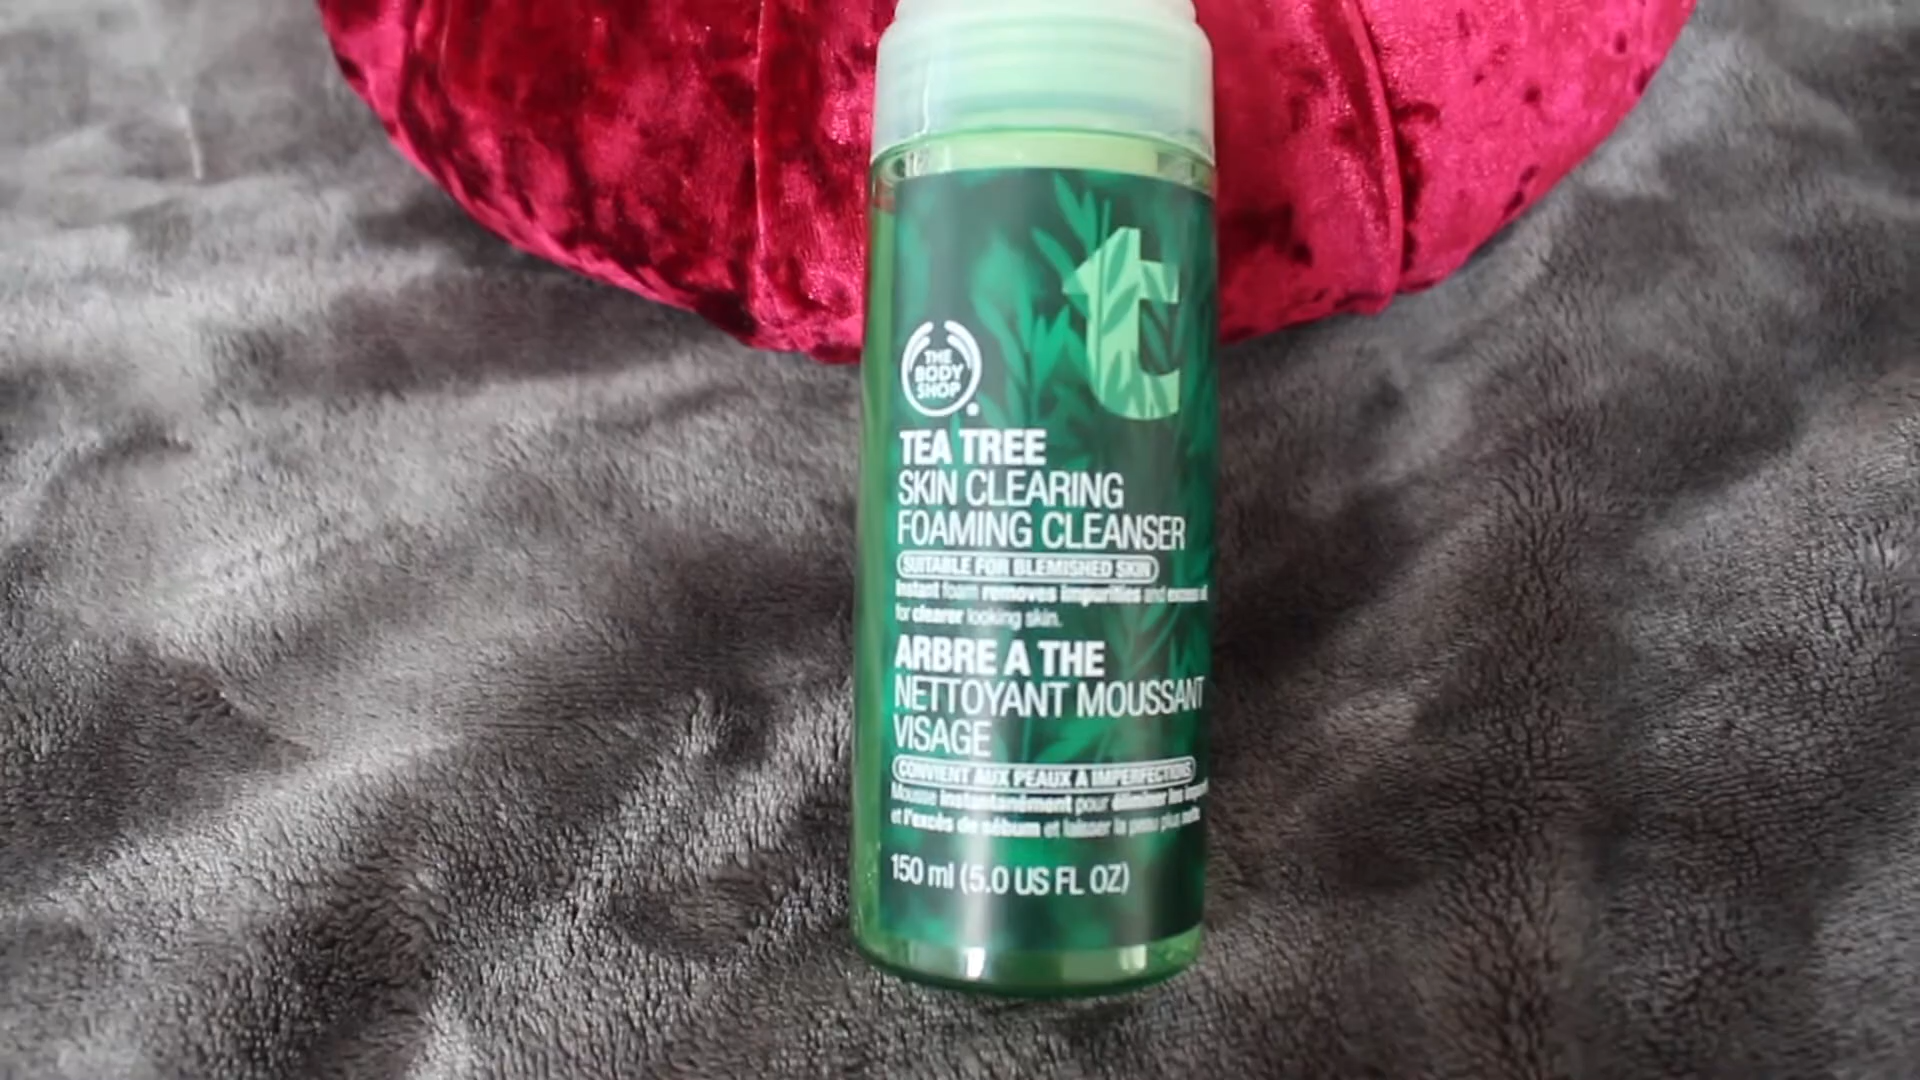 t
THE
BODY
SHOP
TEA TREE
SKIN CLEARING
FOAMING CLEANSER
SUITABLE FOR BLEMISHED SKIN
Instant foam removes impurities and excess
for clearer looking skin.
ARBRE A THE
NETTOYANT MOUSSANT
VISAGE
CONVIENT AUX PEAUX A IMPERFECTIONS
Mousse instantanément pour éliminer les
et l'excès de sébum et laisser la peau plus nette
150 ml (5.0 US FL OZ)